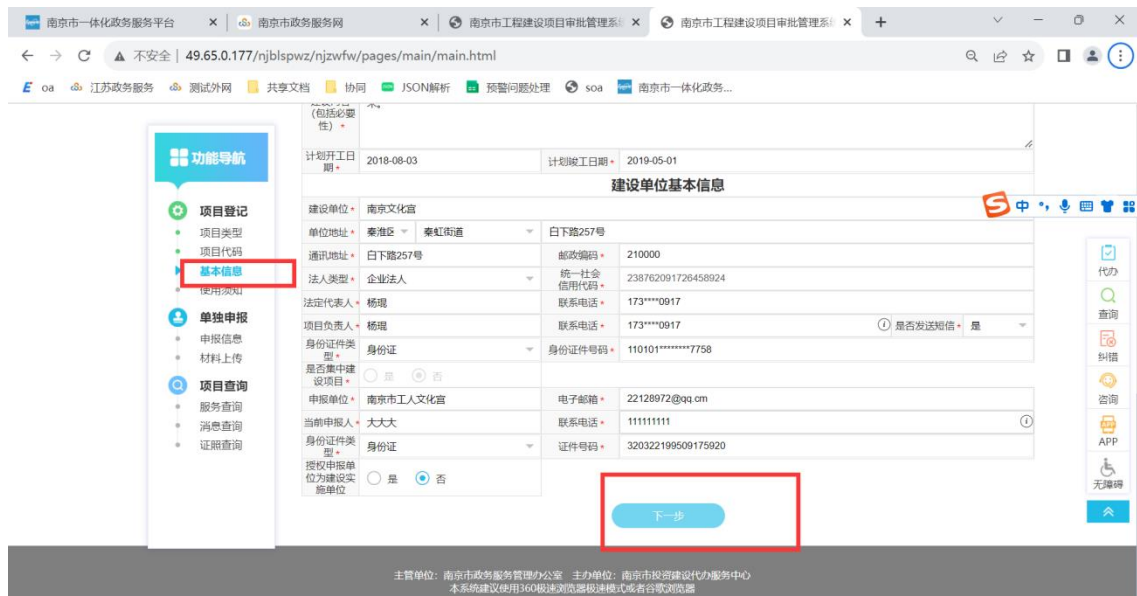 南京市一体化政务服务平台 南京市政务服务网 南京市工程建设项目审批管理系 南京市工程建设项目审批管理系
不安全 49.65.0.177/njblspwz/njzwfw/pages/main/main.html
oa 江苏政务服务 测试外网 共享文档 协同 JSON解析 预警问题处理 soa 南京市一体化政务...
(包括必要性) *
计划开工日期* 2018-08-03 计划竣工日期* 2019-05-01
建设单位基本信息
建设单位* 南京文化宫
单位地址* 秦淮区 秦虹街道 白下路257号
通讯地址* 白下路257号 邮政编码* 210000
法人类型* 企业法人 统一社会信用代码* 238762091726458924
法定代表人* 杨琨 联系电话* 173****0917
项目负责人* 杨琨 联系电话* 173****0917 是否发送短信* 是
身份证件类型* 身份证 身份证件号码* 110101********7758
是否集中建设项目* 是 否
申报单位* 南京市工人文化宫 电子邮箱* 22128972@qq.cm
当前申报人* 大大大 联系电话* 111111111
身份证件类型* 身份证 证件号码* 320322199509175920
授权申报单位为建设实施单位 是 否
下一步
功能导航
项目登记
项目类型
项目代码
基本信息
使用须知
单独申报
申报信息
材料上传
项目查询
服务查询
消息查询
证照查询
中
代办
查询
纠错
咨询
APP
无障碍
主管单位：南京市政务服务管理办公室 主办单位：南京市投资建设代办服务中心
本系统建议使用360极速浏览器极速模式或者谷歌浏览器